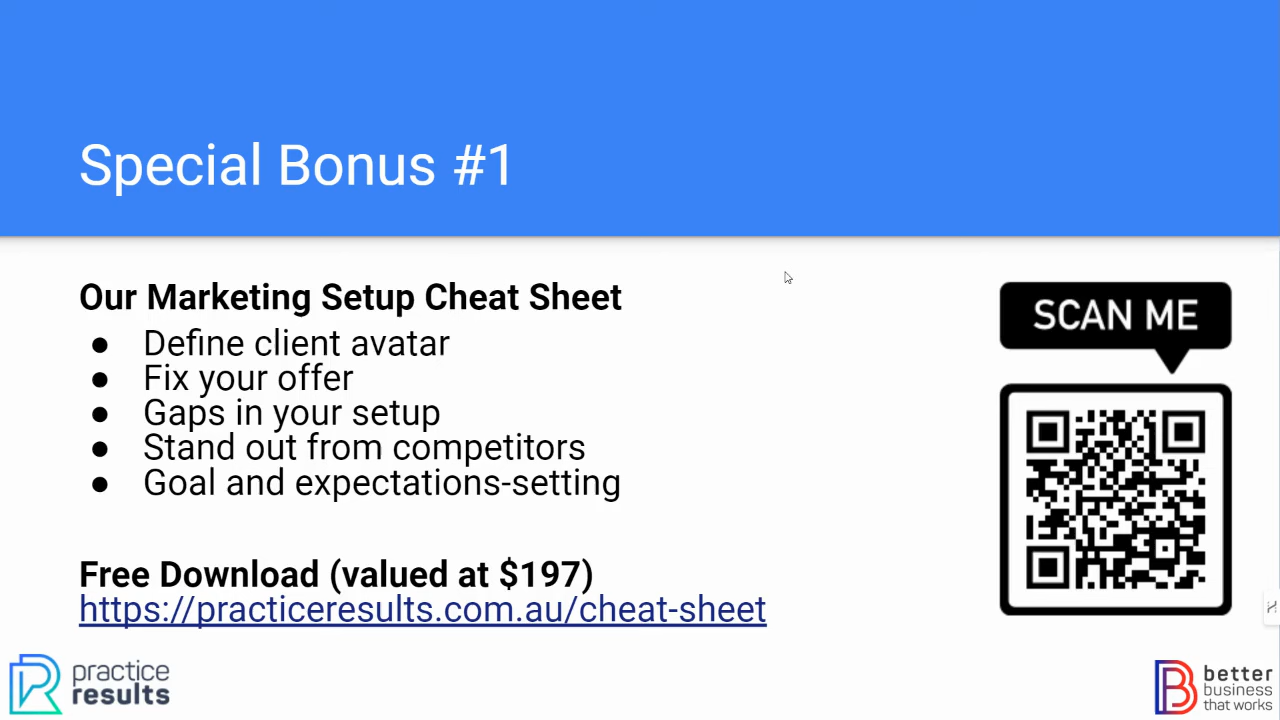 Special Bonus #1
Our Marketing Setup Cheat Sheet
● Define client avatar
● Fix your offer
● Gaps in your setup
● Stand out from competitors
● Goal and expectations-setting
Free Download (valued at $197)
https://practiceresults.com.au/cheat-sheet
SCAN ME
practice
results
better
business
that works